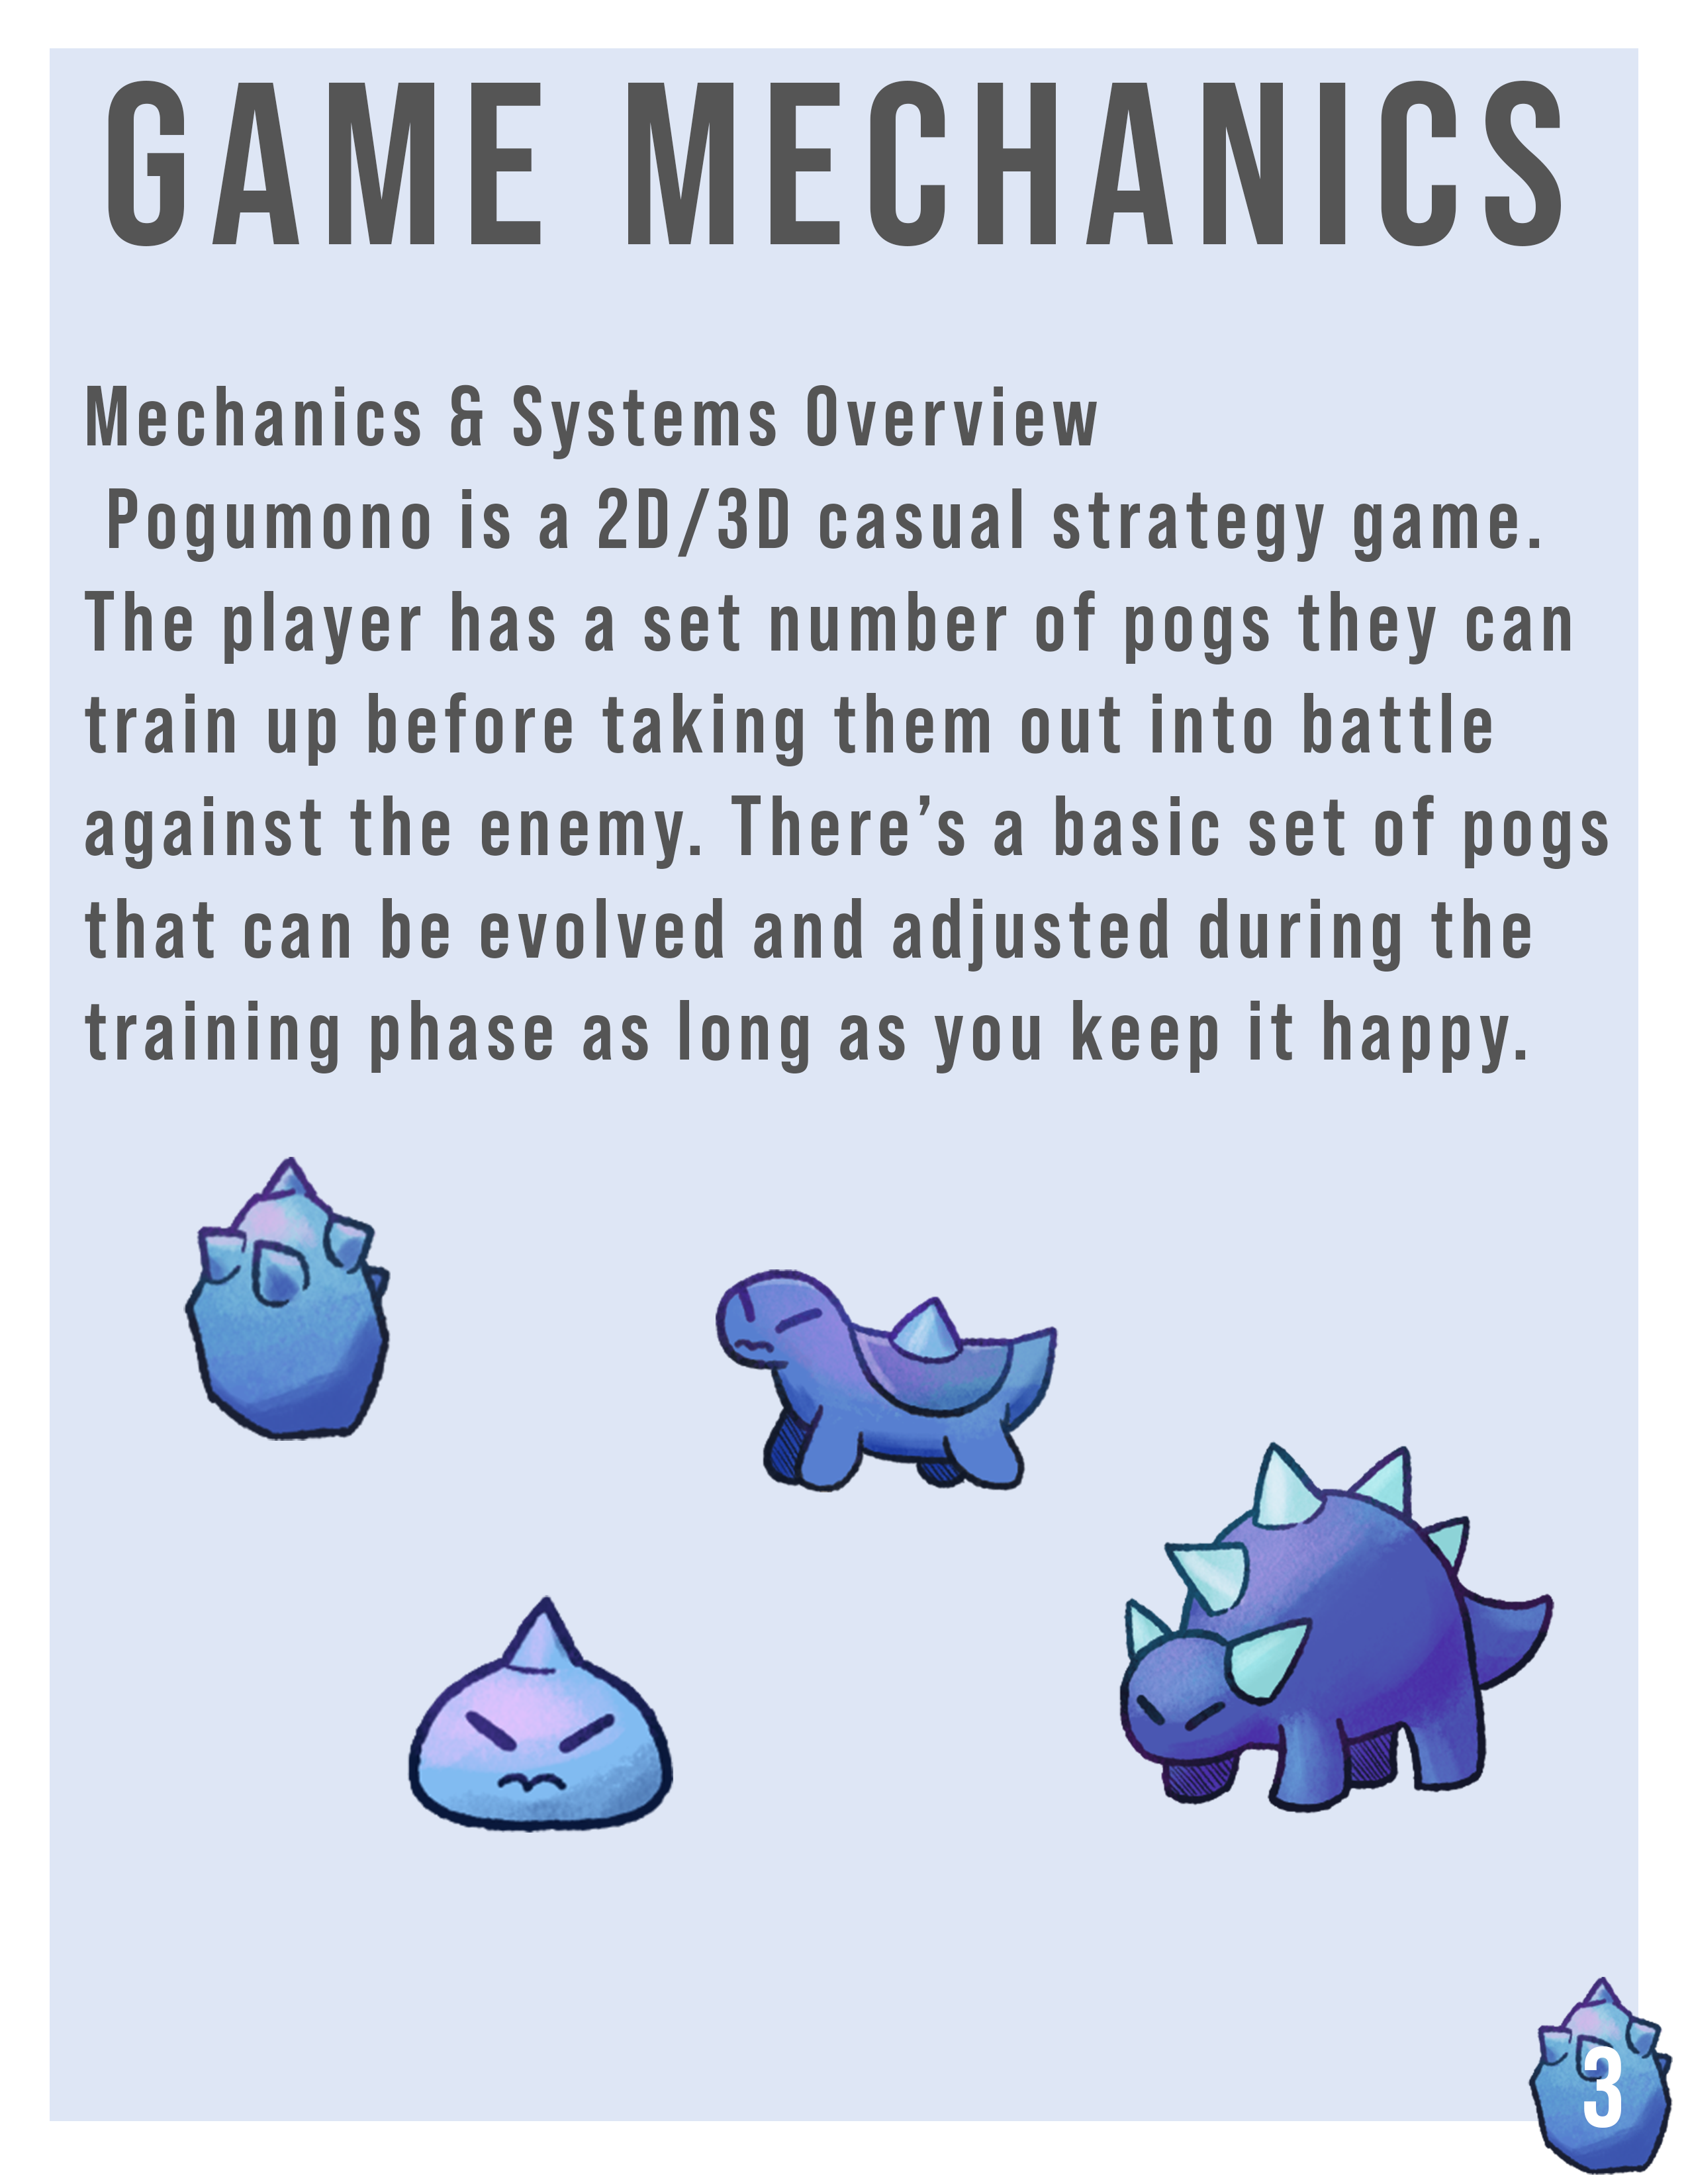 GAME MECHANICS
Mechanics & Systems Overview
Pogumono is a 2D/3D casual strategy game.
The player has a set number of pogs they can
train up before taking them out into battle
against the enemy. There’s a basic set of pogs
that can be evolved and adjusted during the
training phase as long as you keep it happy.
3